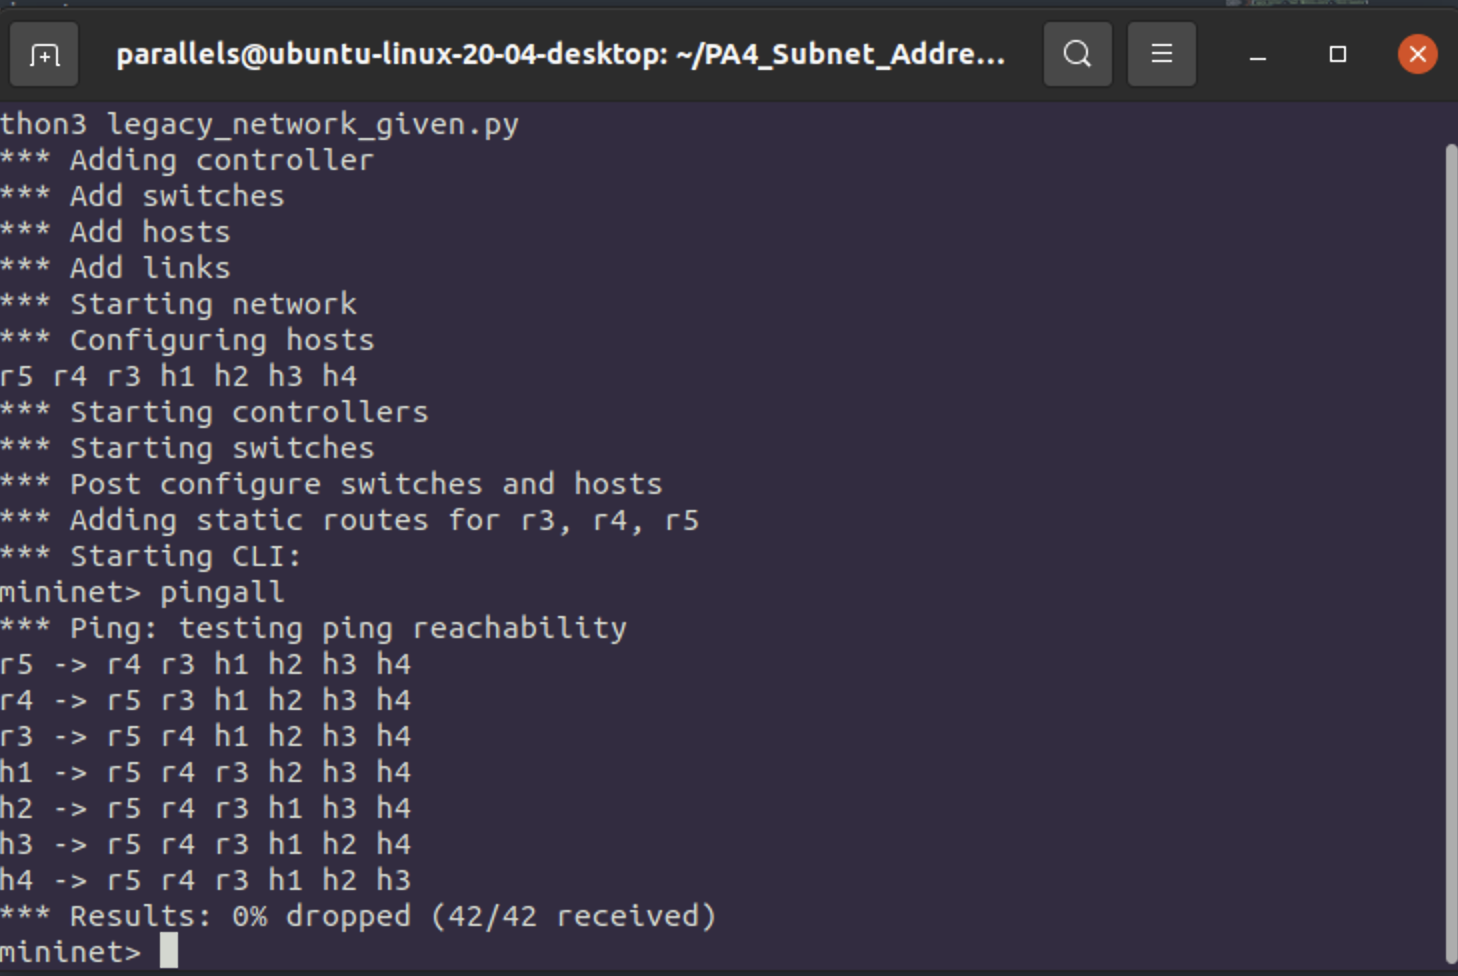 parallels@ubuntu-linux-20-04-desktop: ~/PA4_Subnet_Addre...
thon3 legacy_network_given.py
*** Adding controller
*** Add switches
*** Add hosts
*** Add links
*** Starting network
*** Configuring hosts
r5 r4 r3 h1 h2 h3 h4
*** Starting controllers
*** Starting switches
*** Post configure switches and hosts
*** Adding static routes for r3, r4, r5
*** Starting CLI:
mininet> pingall
*** Ping: testing ping reachability
r5 -> r4 r3 h1 h2 h3 h4
r4 -> r5 r3 h1 h2 h3 h4
r3 -> r5 r4 h1 h2 h3 h4
h1 -> r5 r4 r3 h2 h3 h4
h2 -> r5 r4 r3 h1 h3 h4
h3 -> r5 r4 r3 h1 h2 h4
h4 -> r5 r4 r3 h1 h2 h3
*** Results: 0% dropped (42/42 received)
mininet>